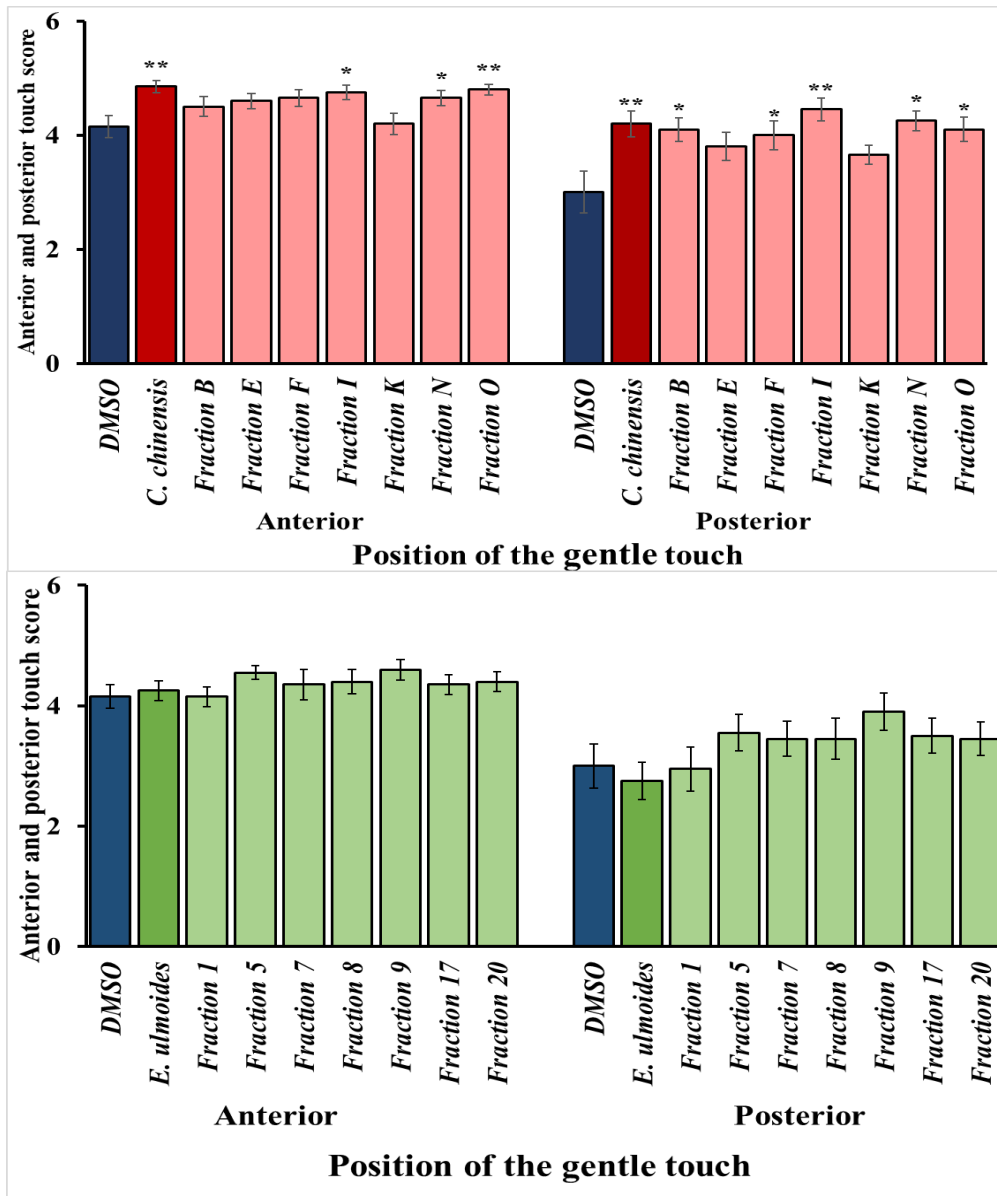 Anterior and posterior touch score
6
4
2
0
**
*
*
**
**
*
*
**
*
*
DMSO
C. chinensis
Fraction B
Fraction E
Fraction F
Fraction I
Fraction K
Fraction N
Fraction O
DMSO
C. chinensis
Fraction B
Fraction E
Fraction F
Fraction I
Fraction K
Fraction N
Fraction O
Anterior
Posterior
Position of the gentle touch
Anterior and posterior touch score
6
4
2
0
DMSO
E. ulmoides
Fraction 1
Fraction 5
Fraction 7
Fraction 8
Fraction 9
Fraction 17
Fraction 20
DMSO
E. ulmoides
Fraction 1
Fraction 5
Fraction 7
Fraction 8
Fraction 9
Fraction 17
Fraction 20
Anterior
Posterior
Position of the gentle touch